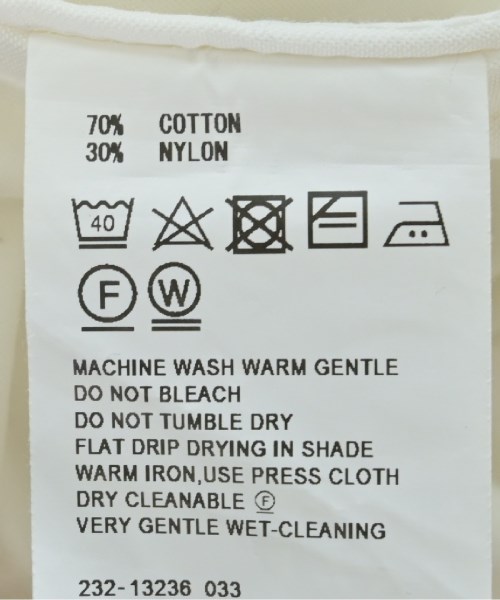 70% COTTON
30% NYLON
40
F W
MACHINE WASH WARM GENTLE
DO NOT BLEACH
DO NOT TUMBLE DRY
FLAT DRIP DRYING IN SHADE
WARM IRON,USE PRESS CLOTH
DRY CLEANABLE Ⓕ
VERY GENTLE WET-CLEANING
232-13236 033